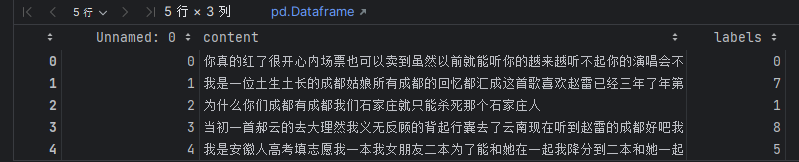 5 行 5 行 × 3 列 pd.Dataframe
Unnamed: 0 content labels
0 0 你真的红了很开心内场票也可以卖到虽然以前就能听你的越来越听不起你的演唱会不 0
1 1 我是一位土生土长的成都姑娘所有成都的回忆都汇成这首歌喜欢赵雷已经三年了年第 7
2 2 为什么你们成都有成都我们石家庄就只能杀死那个石家庄人 1
3 3 当初一首郝云的去大理然我义无反顾的背起行囊去了云南现在听到赵雷的成都好吧我 8
4 4 我是安徽人高考填志愿我一本我女朋友二本为了能和她在一起我降分到二本和她一起 5